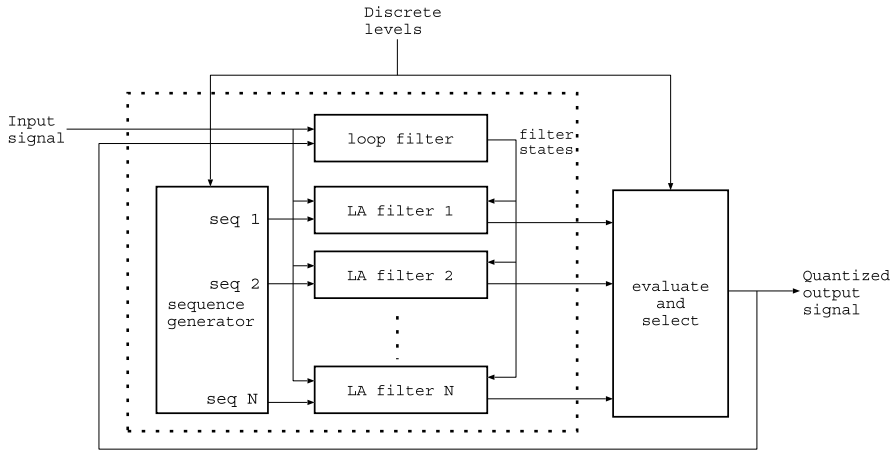 Discrete
levels
Input
signal
loop filter
filter
states
seq 1
LA filter 1
seq 2
LA filter 2
sequence
generator
evaluate
and
select
Quantized
output
signal
seq N
LA filter N